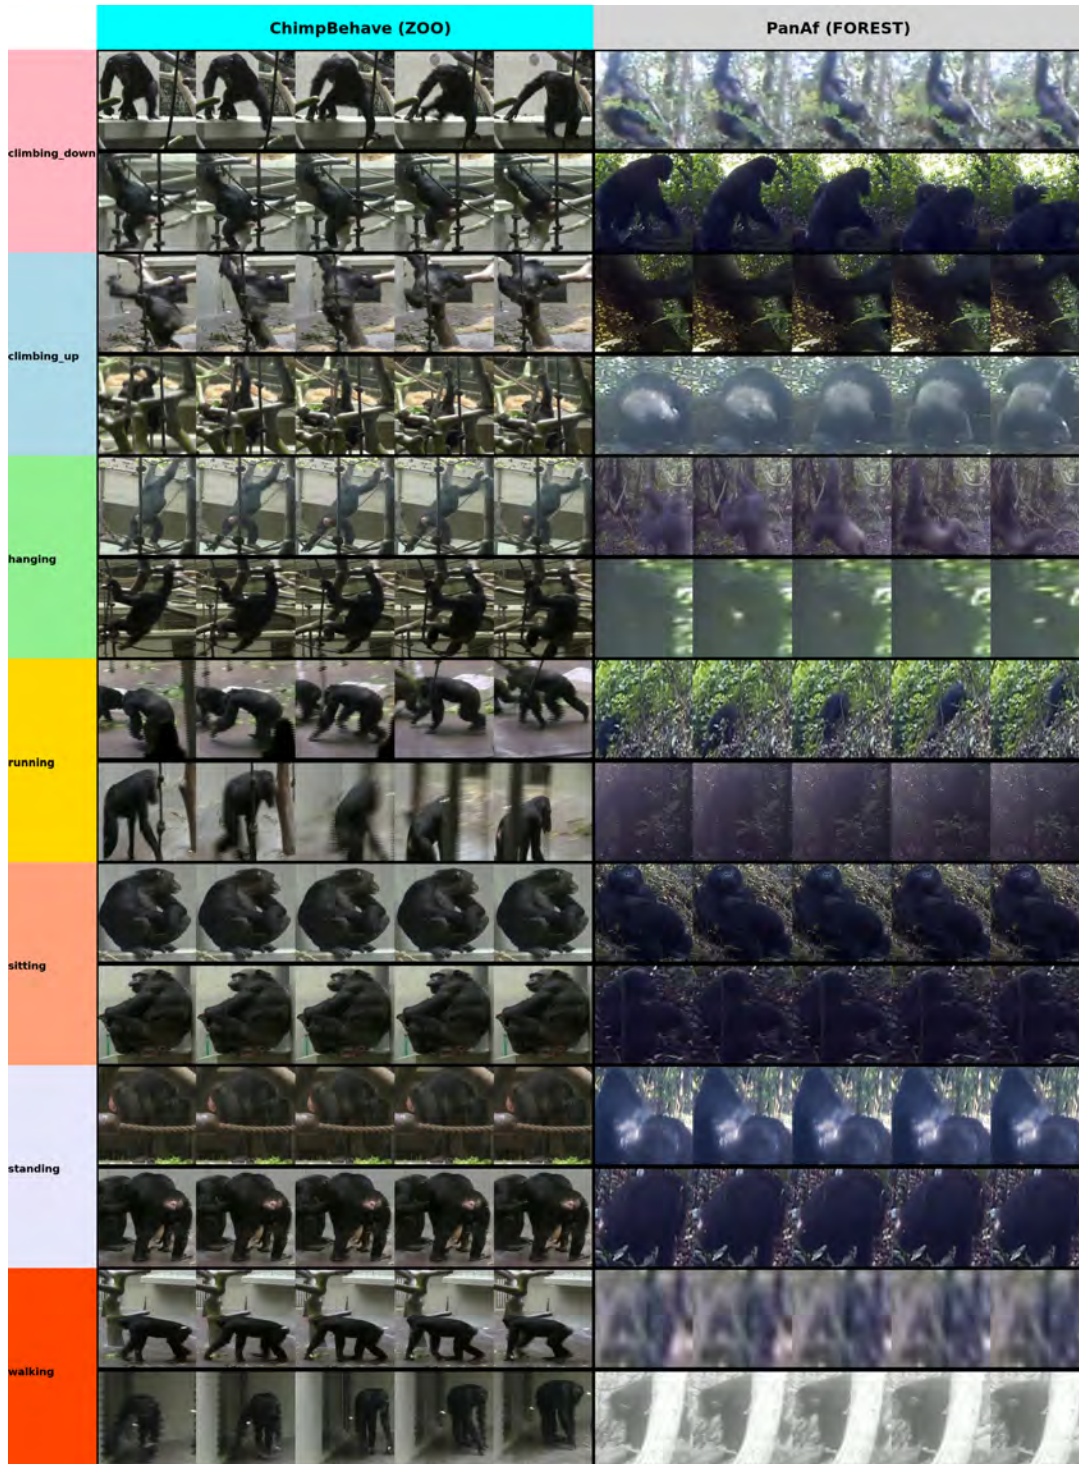 ChimpBehave (ZOO)
PanAf (FOREST)
climbing_down
climbing_up
hanging
running
sitting
standing
walking